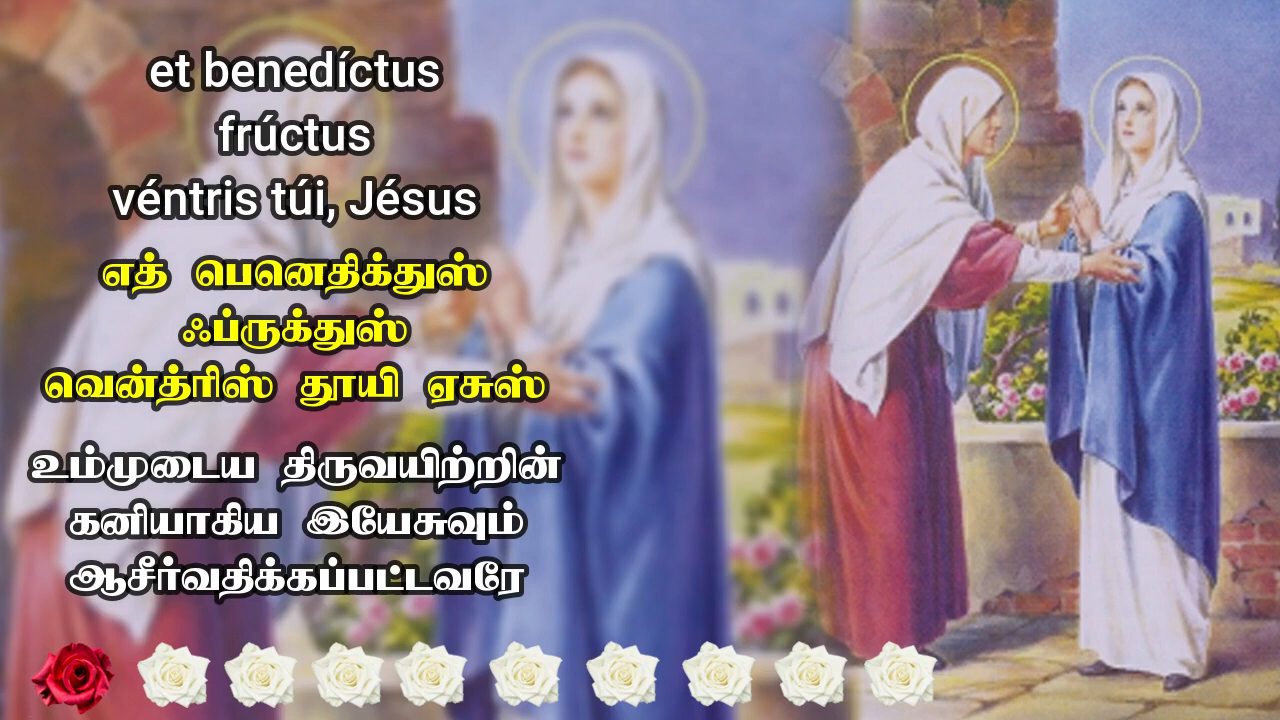 et benedíctus
frúctus
véntris túi, Jésus
எத் பெனெதிக்துஸ்
ஃப்ருக்துஸ்
வென்த்ரிஸ் தூயி ஏசுஸ்
உம்முடைய திருவயிற்றின்
கனியாகிய இயேசுவும்
ஆசீர்வதிக்கப்பட்டவரே